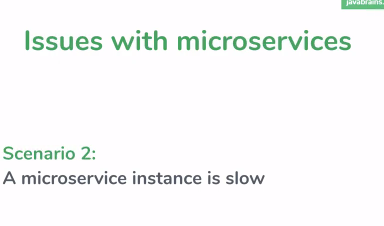 javabrains.
Issues with microservices
Scenario 2:
A microservice instance is slow